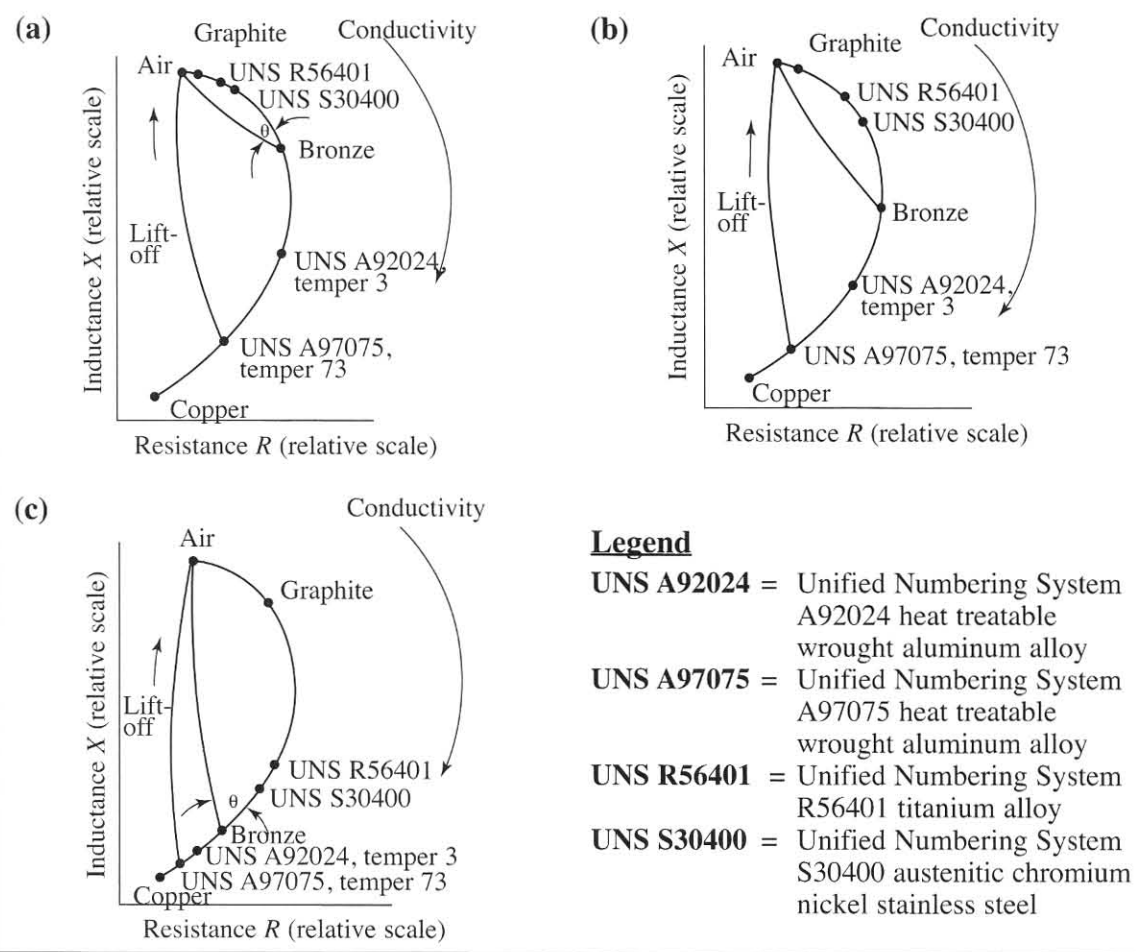 (a)
Graphite
Conductivity
Air
UNS R56401
UNS S30400
θ
Bronze
Lift-
off
UNS A92024,
temper 3
UNS A97075,
temper 73
Copper
Inductance X (relative scale)
Resistance R (relative scale)
(b)
Graphite
Conductivity
Air
UNS R56401
UNS S30400
Lift-
off
Bronze
UNS A92024,
temper 3
UNS A97075, temper 73
Copper
Inductance X (relative scale)
Resistance R (relative scale)
(c)
Conductivity
Air
Graphite
Lift-
off
UNS R56401
θ
UNS S30400
Bronze
UNS A92024, temper 3
UNS A97075, temper 73
Copper
Inductance X (relative scale)
Resistance R (relative scale)
Legend
UNS A92024 = Unified Numbering System
A92024 heat treatable
wrought aluminum alloy
UNS A97075 = Unified Numbering System
A97075 heat treatable
wrought aluminum alloy
UNS R56401 = Unified Numbering System
R56401 titanium alloy
UNS S30400 = Unified Numbering System
S30400 austenitic chromium
nickel stainless steel